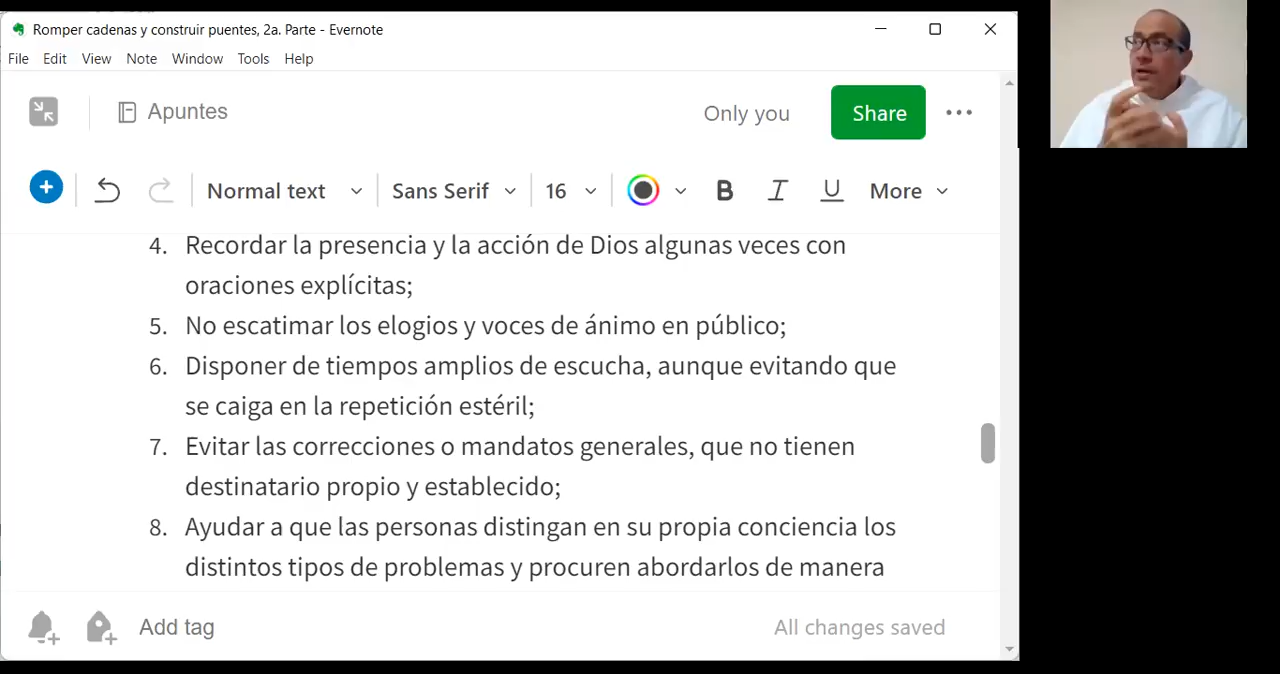 Romper cadenas y construir puentes, 2a. Parte - Evernote
File Edit View Note Window Tools Help
Apuntes
Only you
Share
Normal text
Sans Serif
16
B I U
More
4. Recordar la presencia y la acción de Dios algunas veces con
oraciones explícitas;
5. No escatimar los elogios y voces de ánimo en público;
6. Disponer de tiempos amplios de escucha, aunque evitando que
se caiga en la repetición estéril;
7. Evitar las correcciones o mandatos generales, que no tienen
destinatario propio y establecido;
8. Ayudar a que las personas distingan en su propia conciencia los
distintos tipos de problemas y procuren abordarlos de manera
Add tag
All changes saved